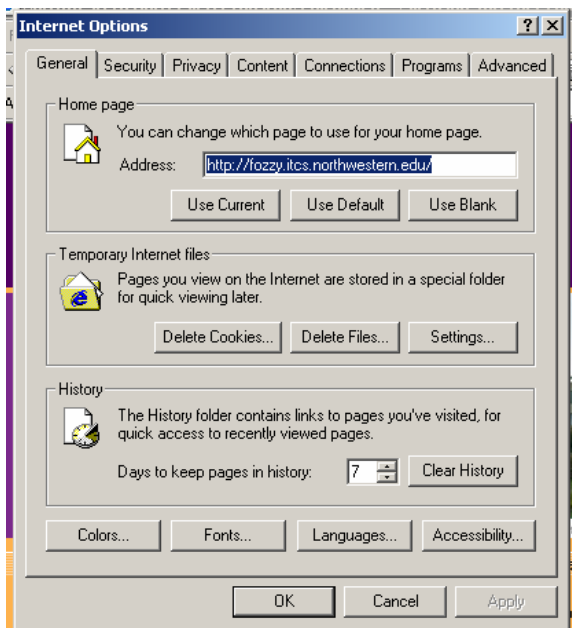 Internet Options
General Security Privacy Content Connections Programs Advanced
Home page
You can change which page to use for your home page.
Address: http://fozzy.itcs.northwestern.edu/
Use Current Use Default Use Blank
Temporary Internet files
Pages you view on the Internet are stored in a special folder
for quick viewing later.
Delete Cookies... Delete Files... Settings...
History
The History folder contains links to pages you've visited, for
quick access to recently viewed pages.
Days to keep pages in history: 7 Clear History
Colors... Fonts... Languages... Accessibility...
OK Cancel Apply